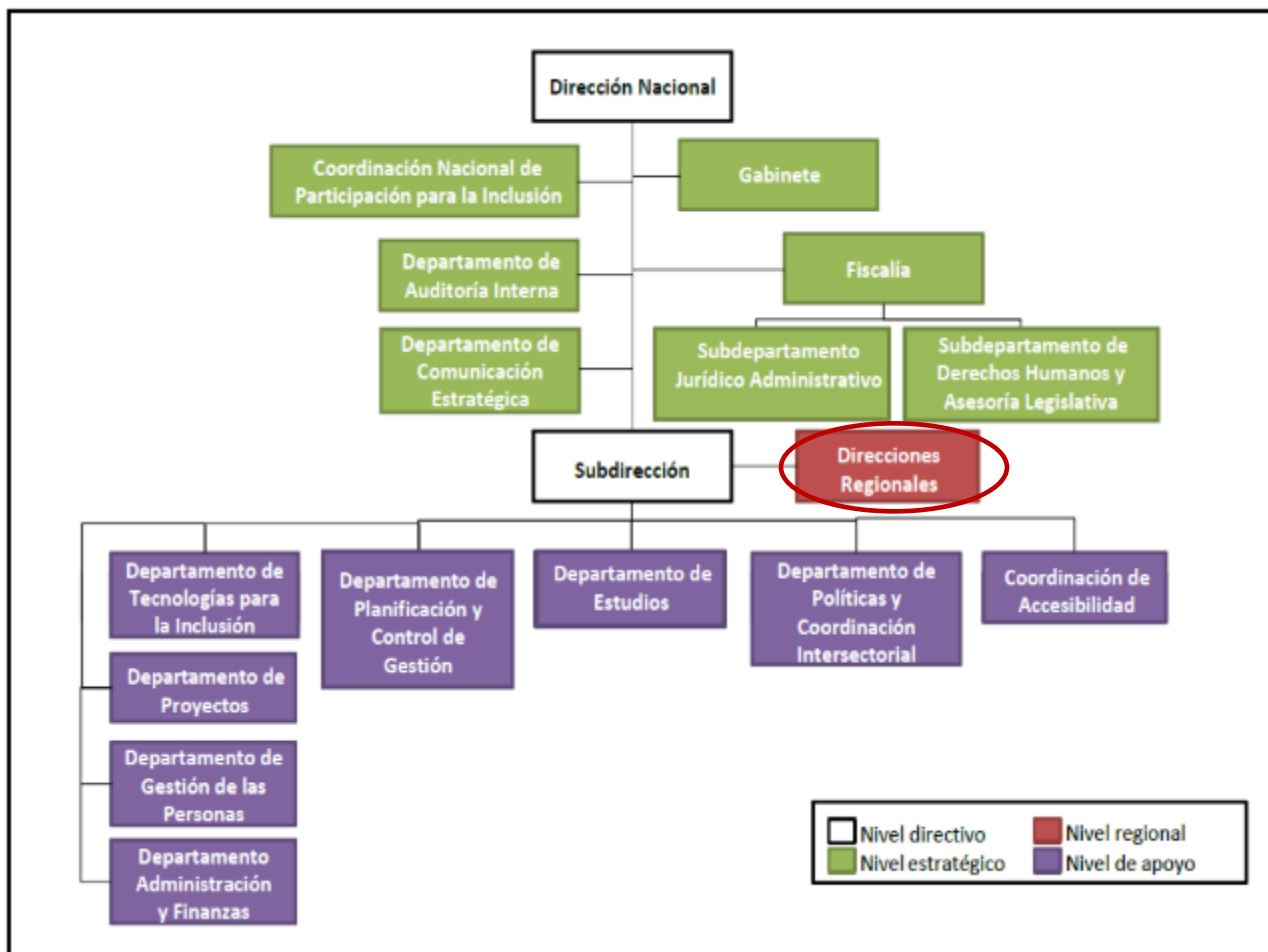 Dirección Nacional
Coordinación Nacional de
Participación para la Inclusión
Gabinete
Departamento de
Auditoría Interna
Fiscalía
Departamento de
Comunicación
Estratégica
Subdepartamento
Jurídico Administrativo
Subdepartamento de
Derechos Humanos y
Asesoría Legislativa
Subdirección
Direcciones
Regionales
Departamento de
Tecnologías para
la Inclusión
Departamento de
Planificación y
Control de
Gestión
Departamento de
Estudios
Departamento de
Políticas y
Coordinación
Intersectorial
Coordinación de
Accesibilidad
Departamento de
Proyectos
Departamento de
Gestión de las
Personas
Departamento
Administración
y Finanzas
Nivel directivo
Nivel regional
Nivel estratégico
Nivel de apoyo